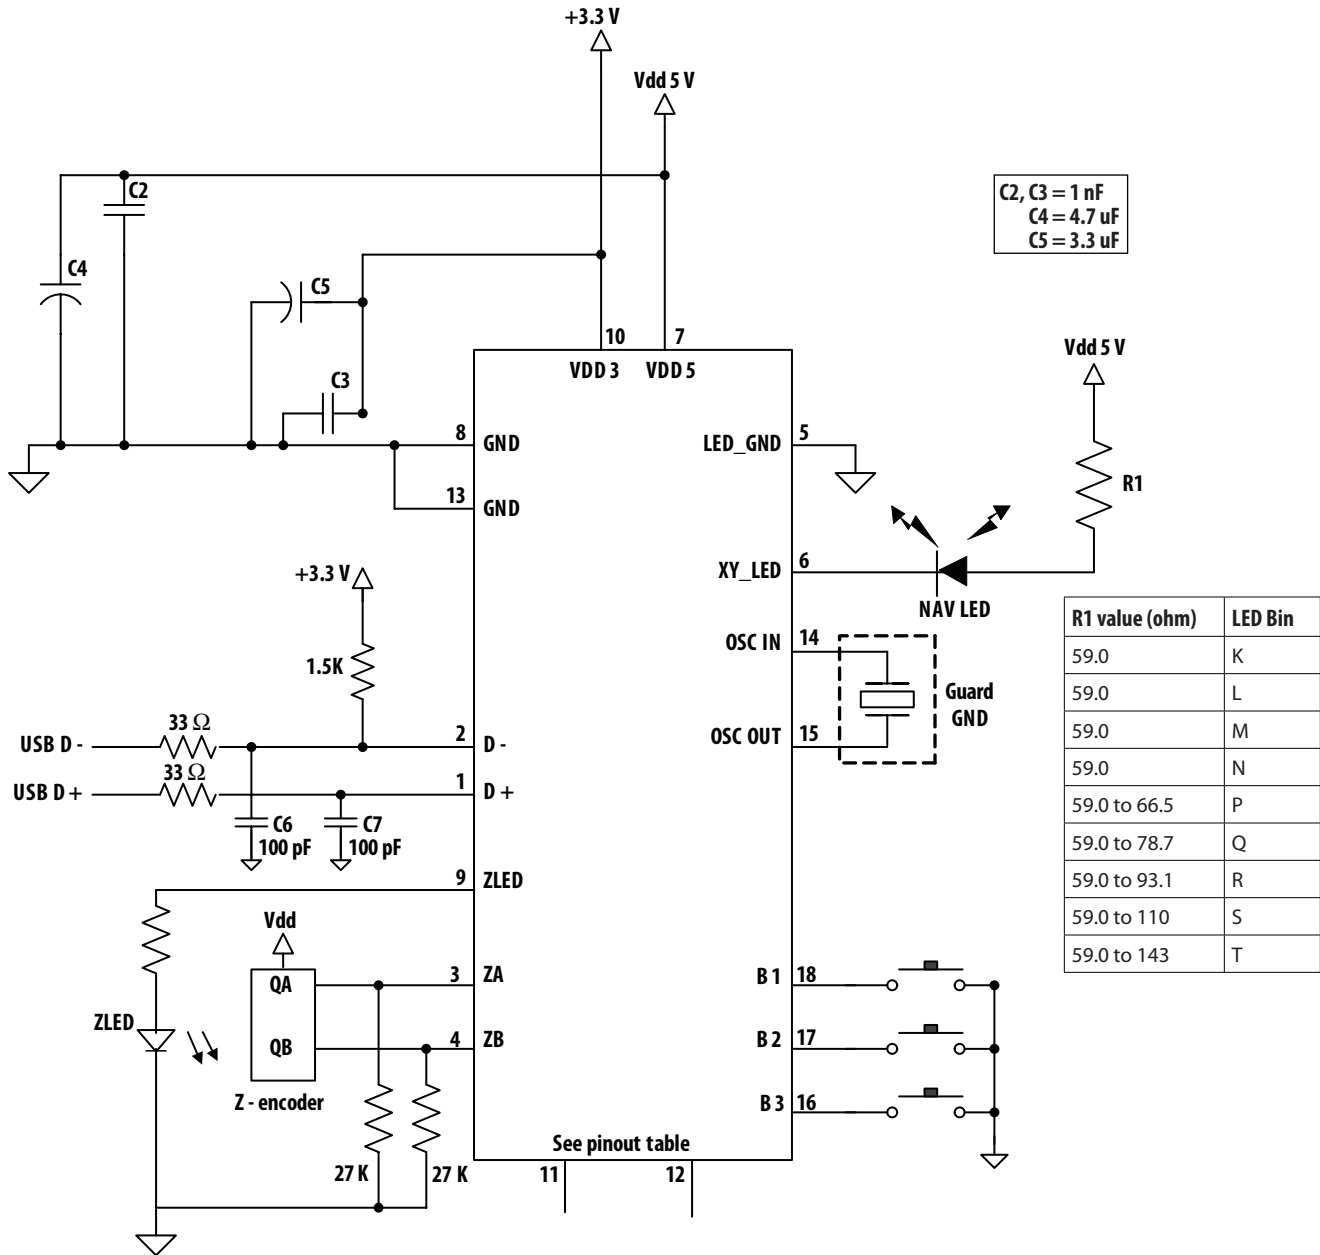 +3.3 V
Vdd 5 V
C2
C2, C3 = 1 nF
C4 = 4.7 uF
C5 = 3.3 uF
C4
C5
10
7
VDD 3
VDD 5
Vdd 5 V
C3
8
GND
LED_GND
5
R1
13
GND
XY_LED
6
NAV LED
+3.3 V
1.5K
OSC IN
14
Guard
GND
OSC OUT
15
R1 value (ohm) LED Bin
59.0 K
59.0 L
59.0 M
59.0 N
59.0 to 66.5 P
59.0 to 78.7 Q
59.0 to 93.1 R
59.0 to 110 S
59.0 to 143 T
33 Ω
USB D -
2
D -
33 Ω
USB D +
1
D +
C6
100 pF
C7
100 pF
9
ZLED
Vdd
QA
3
ZA
B 1
18
ZLED
QB
4
ZB
B 2
17
Z - encoder
B 3
16
See pinout table
27 K
27 K
11
12